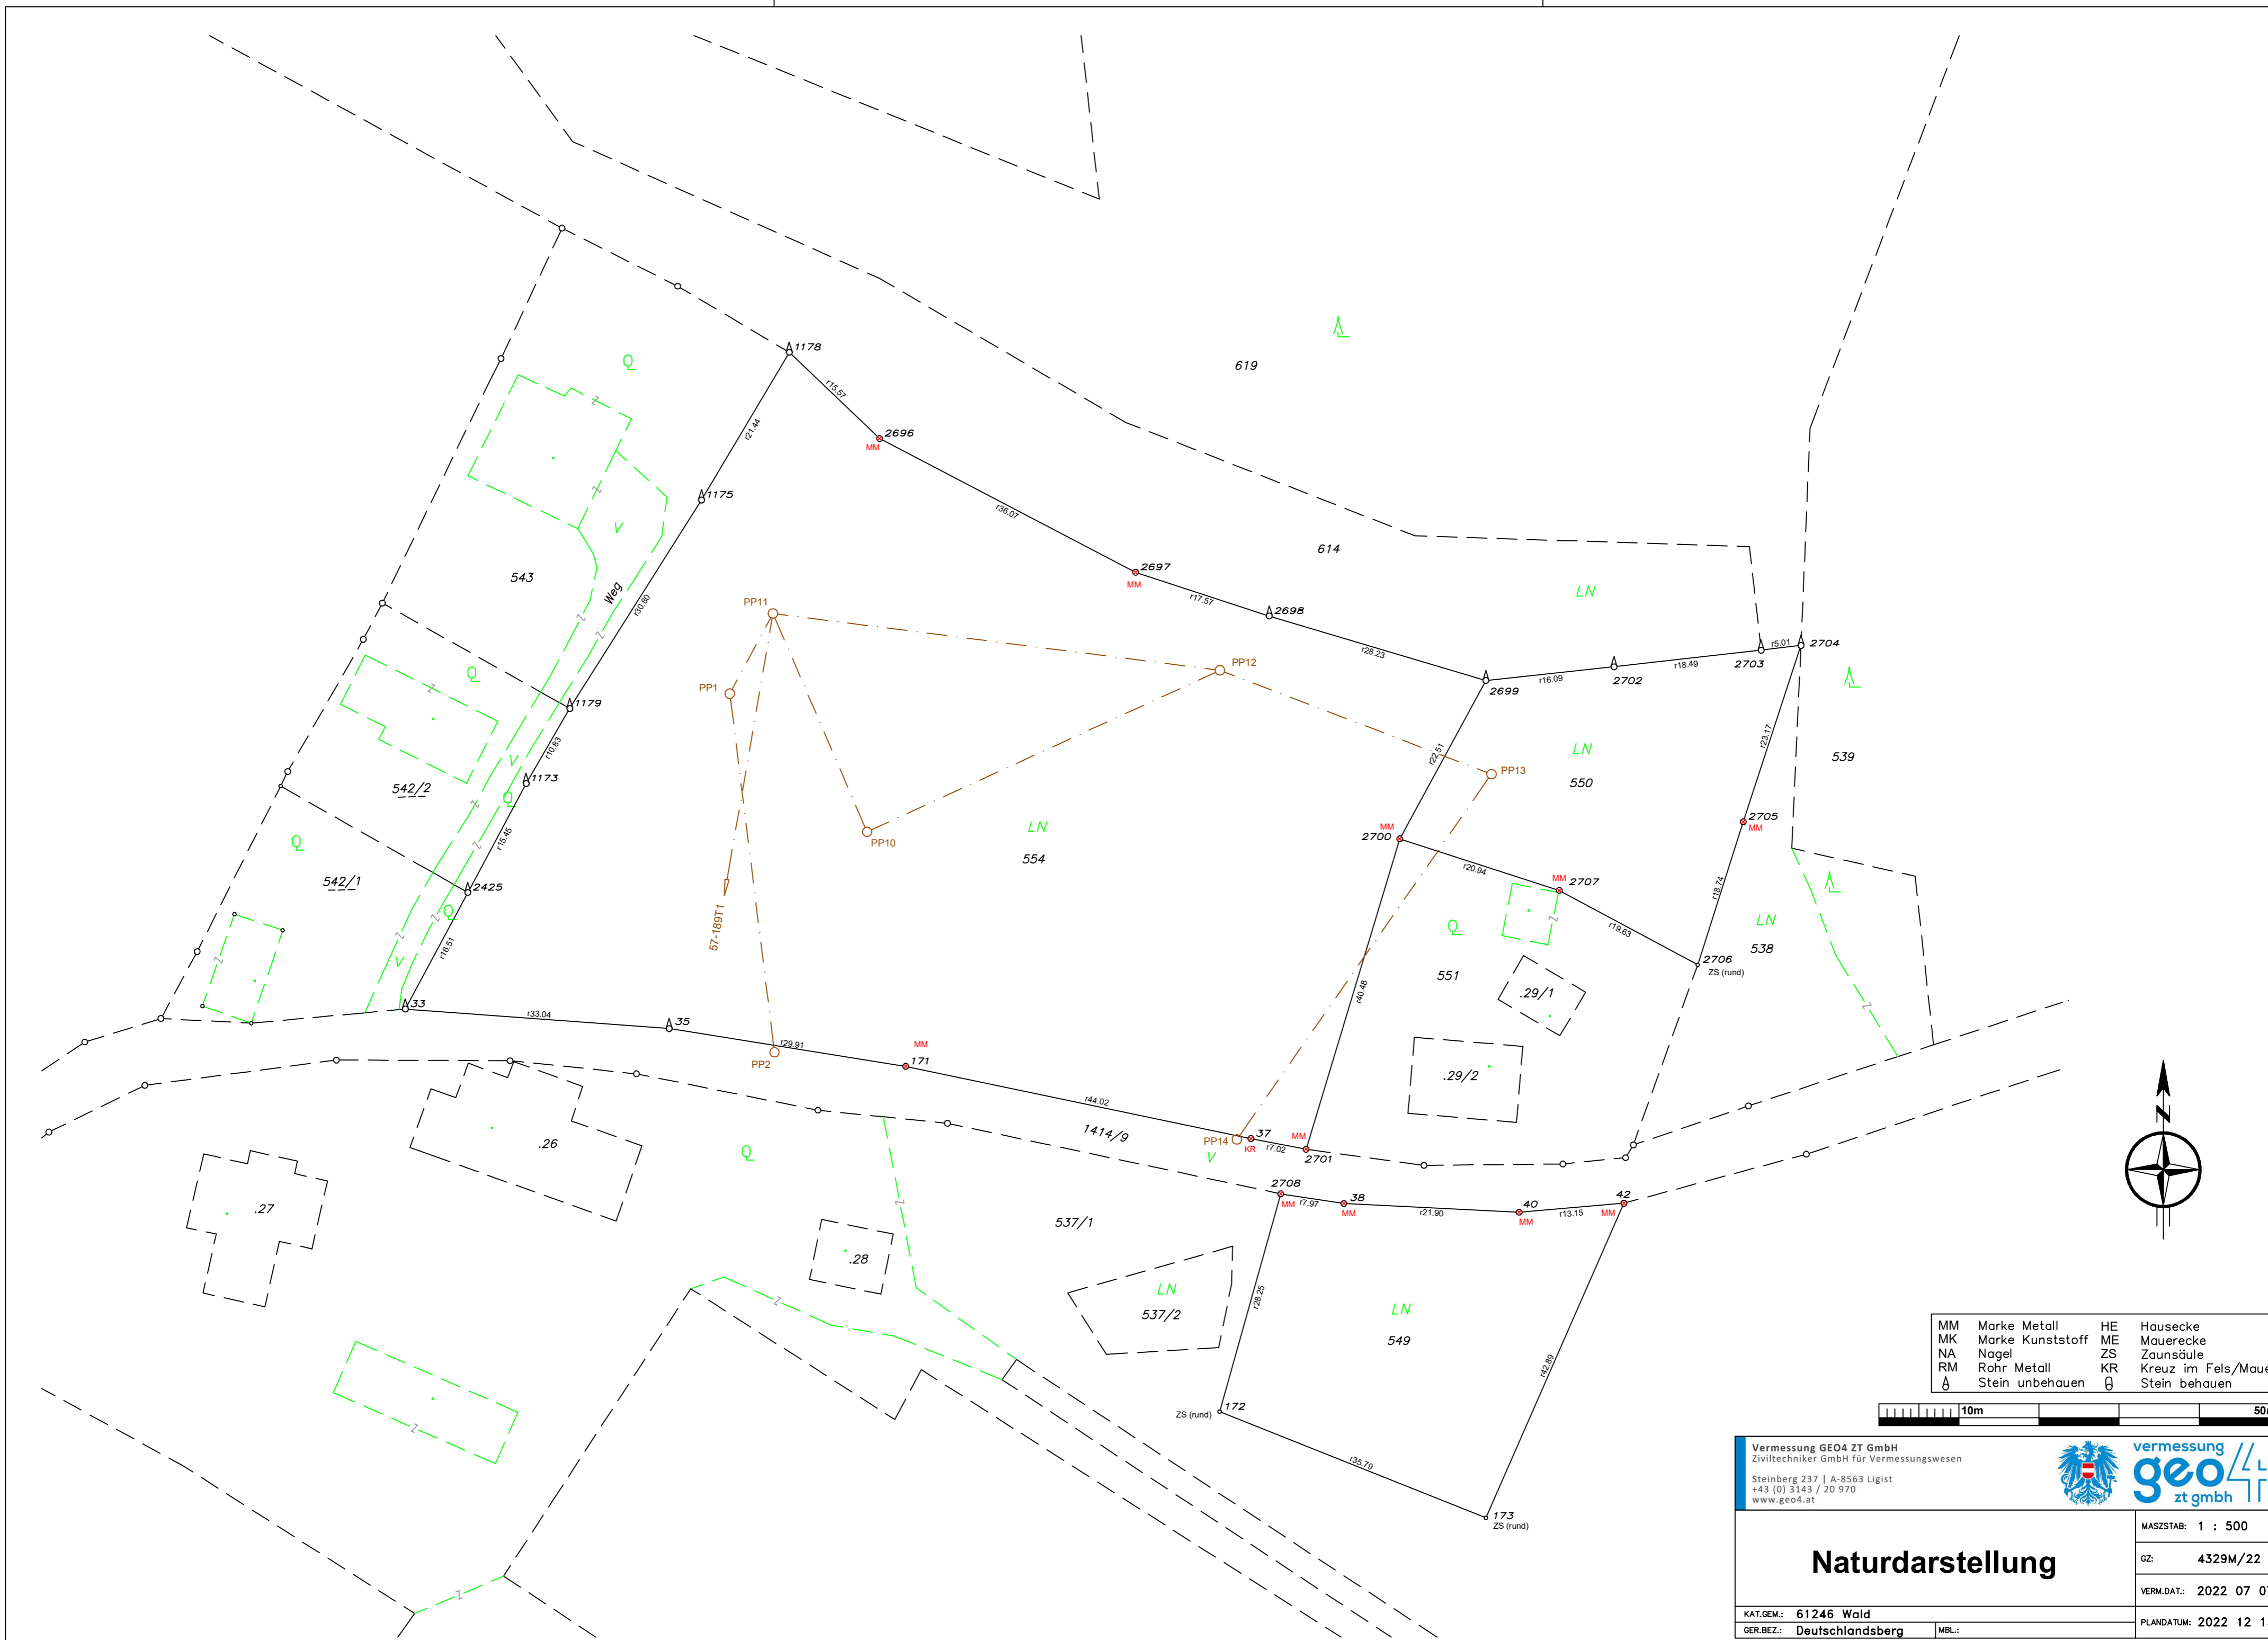 1178
Q
619
r15.57
r21.44
2696
MM
1175
r36.07
V
614
2697
MM
543
LN
Weg
r30.80
r17.57
PP11
2698
2704
r5.01
2703
r28.23
PP12
r18.49
2702
r16.09
2699
Q
PP1
1179
r23.17
LN
539
r22.51
550
V
r10.83
PP13
1173
542/2
Q
2705
MM
LN
MM
2700
Q
PP10
554
r20.94
r15.45
542/1
MM 2707
2425
r18.74
Q
57-189T1
LN
r19.63
Q
538
V
r16.51
2706
ZS (rund)
551
r40.48
.29/1
33
r33.04
35
r29.91
MM
171
PP2
.29/2
r44.02
1414/9
37
MM
PP14
KR
r7.02
2701
V
.26
Q
2708
MM
r7.97
38
MM
r21.90
40
MM
r13.15
42
MM
.27
537/1
.28
LN
537/2
r28.25
LN
549
r42.89
172
ZS (rund)
r35.79
173
ZS (rund)
N
MM Marke Metall HE Hausecke
MK Marke Kunststoff ME Mauerecke
NA Nagel ZS Zaunsäule
RM Rohr Metall KR Kreuz im Fels/Maue
Stein unbehauen Stein behauen
10m 50
Vermessung GEO4 ZT GmbH
Ziviltechniker GmbH für Vermessungswesen
Steinberg 237 | A-8563 Ligist
+43 (0) 3143 / 20 970
www.geo4.at
vermessung
geo4
zt gmbh
Naturdarstellung
MASZSTAB: 1 : 500
GZ: 4329M/22
VERM.DAT.: 2022 07 0
PLANDATUM: 2022 12 1
KAT.GEM.: 61246 Wald
GER.BEZ.: Deutschlandsberg MBL.: